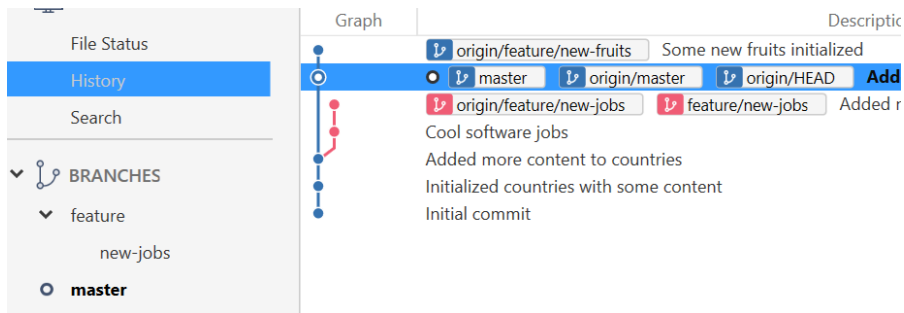 Graph
Descriptio
File Status
History
Search
BRANCHES
feature
new-jobs
master
origin/feature/new-fruits Some new fruits initialized
master origin/master origin/HEAD Add
origin/feature/new-jobs feature/new-jobs Added
Cool software jobs
Added more content to countries
Initialized countries with some content
Initial commit